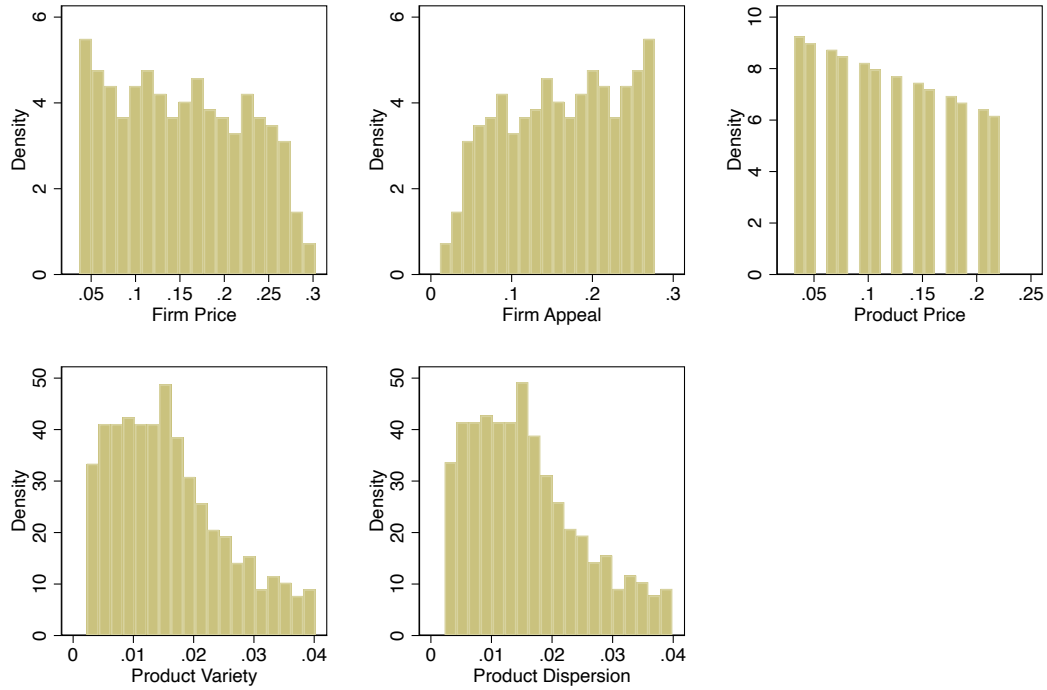 Density
0 2 4 6
.05 .1 .15 .2 .25 .3
Firm Price
Density
0 2 4 6
0 .1 .2 .3
Firm Appeal
Density
0 2 4 6 8 10
.05 .1 .15 .2 .25
Product Price
Density
0 10 20 30 40 50
0 .01 .02 .03 .04
Product Variety
Density
0 10 20 30 40 50
0 .01 .02 .03 .04
Product Dispersion